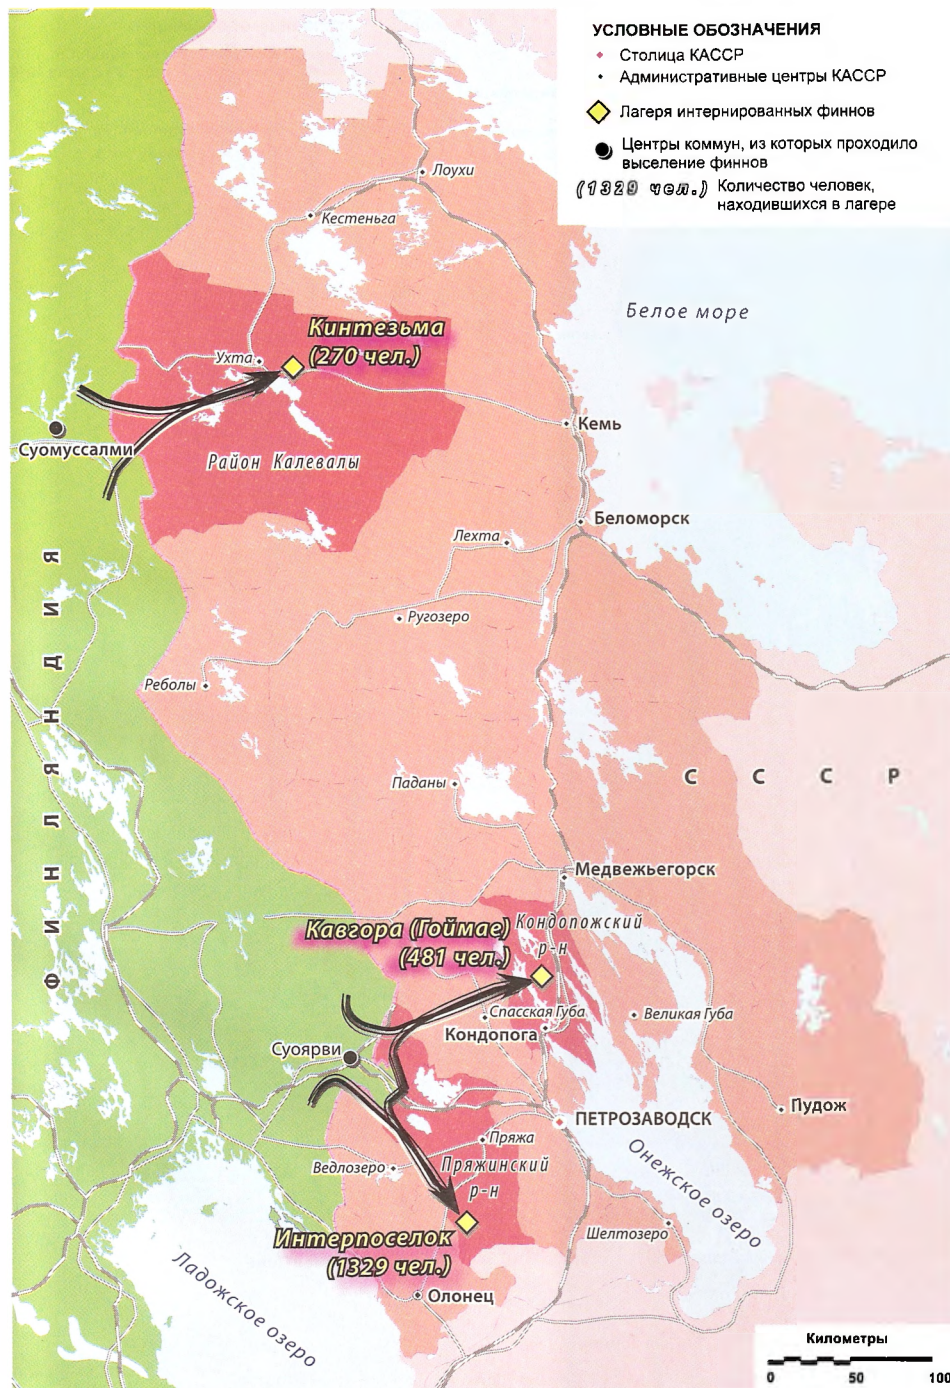 УСЛОВНЫЕ ОБОЗНАЧЕНИЯ
Столица КАССР
Административные центры КАССР
Лагеря интернированных финнов
Центры коммун, из которых проходило
выселение финнов
(1329 чел.) Количество человек,
находившихся в лагере
Лоухи
Кестеньга
Белое море
Кинтезьма
(270 чел.)
Ухта
Кемь
Суомуссалми
Район Калевалы
Беломорск
Лехта
Ругозеро
Реболы
ФИНЛЯНДИЯ
СССР
Паданы
Медвежьегорск
Кондопожский
р-н
Кавгора (Гоймае)
(481 чел.)
Спасская Губа
Великая Губа
Кондопога
Суоярви
Пудож
ПЕТРОЗАВОДСК
Пряжа
Ведлозеро
Пряжинский
р-н
Онежское озеро
Шелтозеро
Интерпоселок
(1329 чел.)
Ладожское озеро
Олонец
Километры
0 50 100